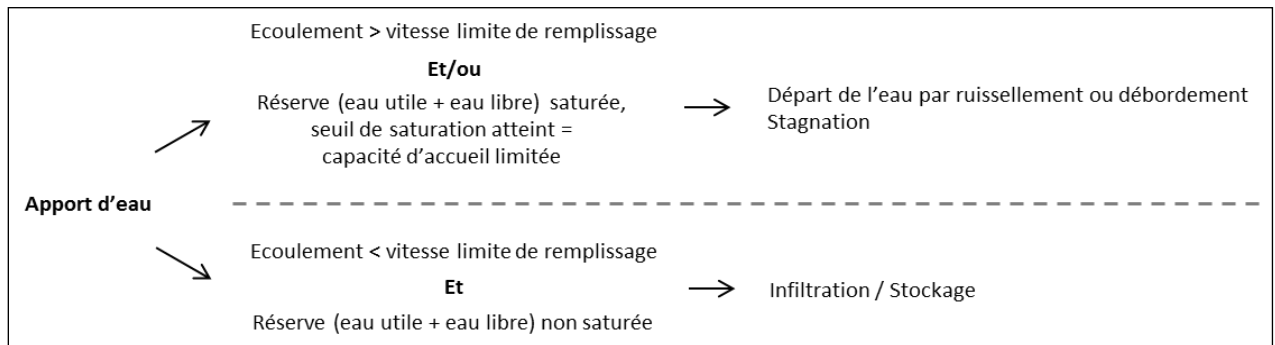 Ecoulement > vitesse limite de remplissage
Et/ou
Réserve (eau utile + eau libre) saturée,
seuil de saturation atteint =
capacité d’accueil limitée
Départ de l’eau par ruissellement ou débordement
Stagnation
Apport d’eau
Ecoulement < vitesse limite de remplissage
Et
Réserve (eau utile + eau libre) non saturée
Infiltration / Stockage